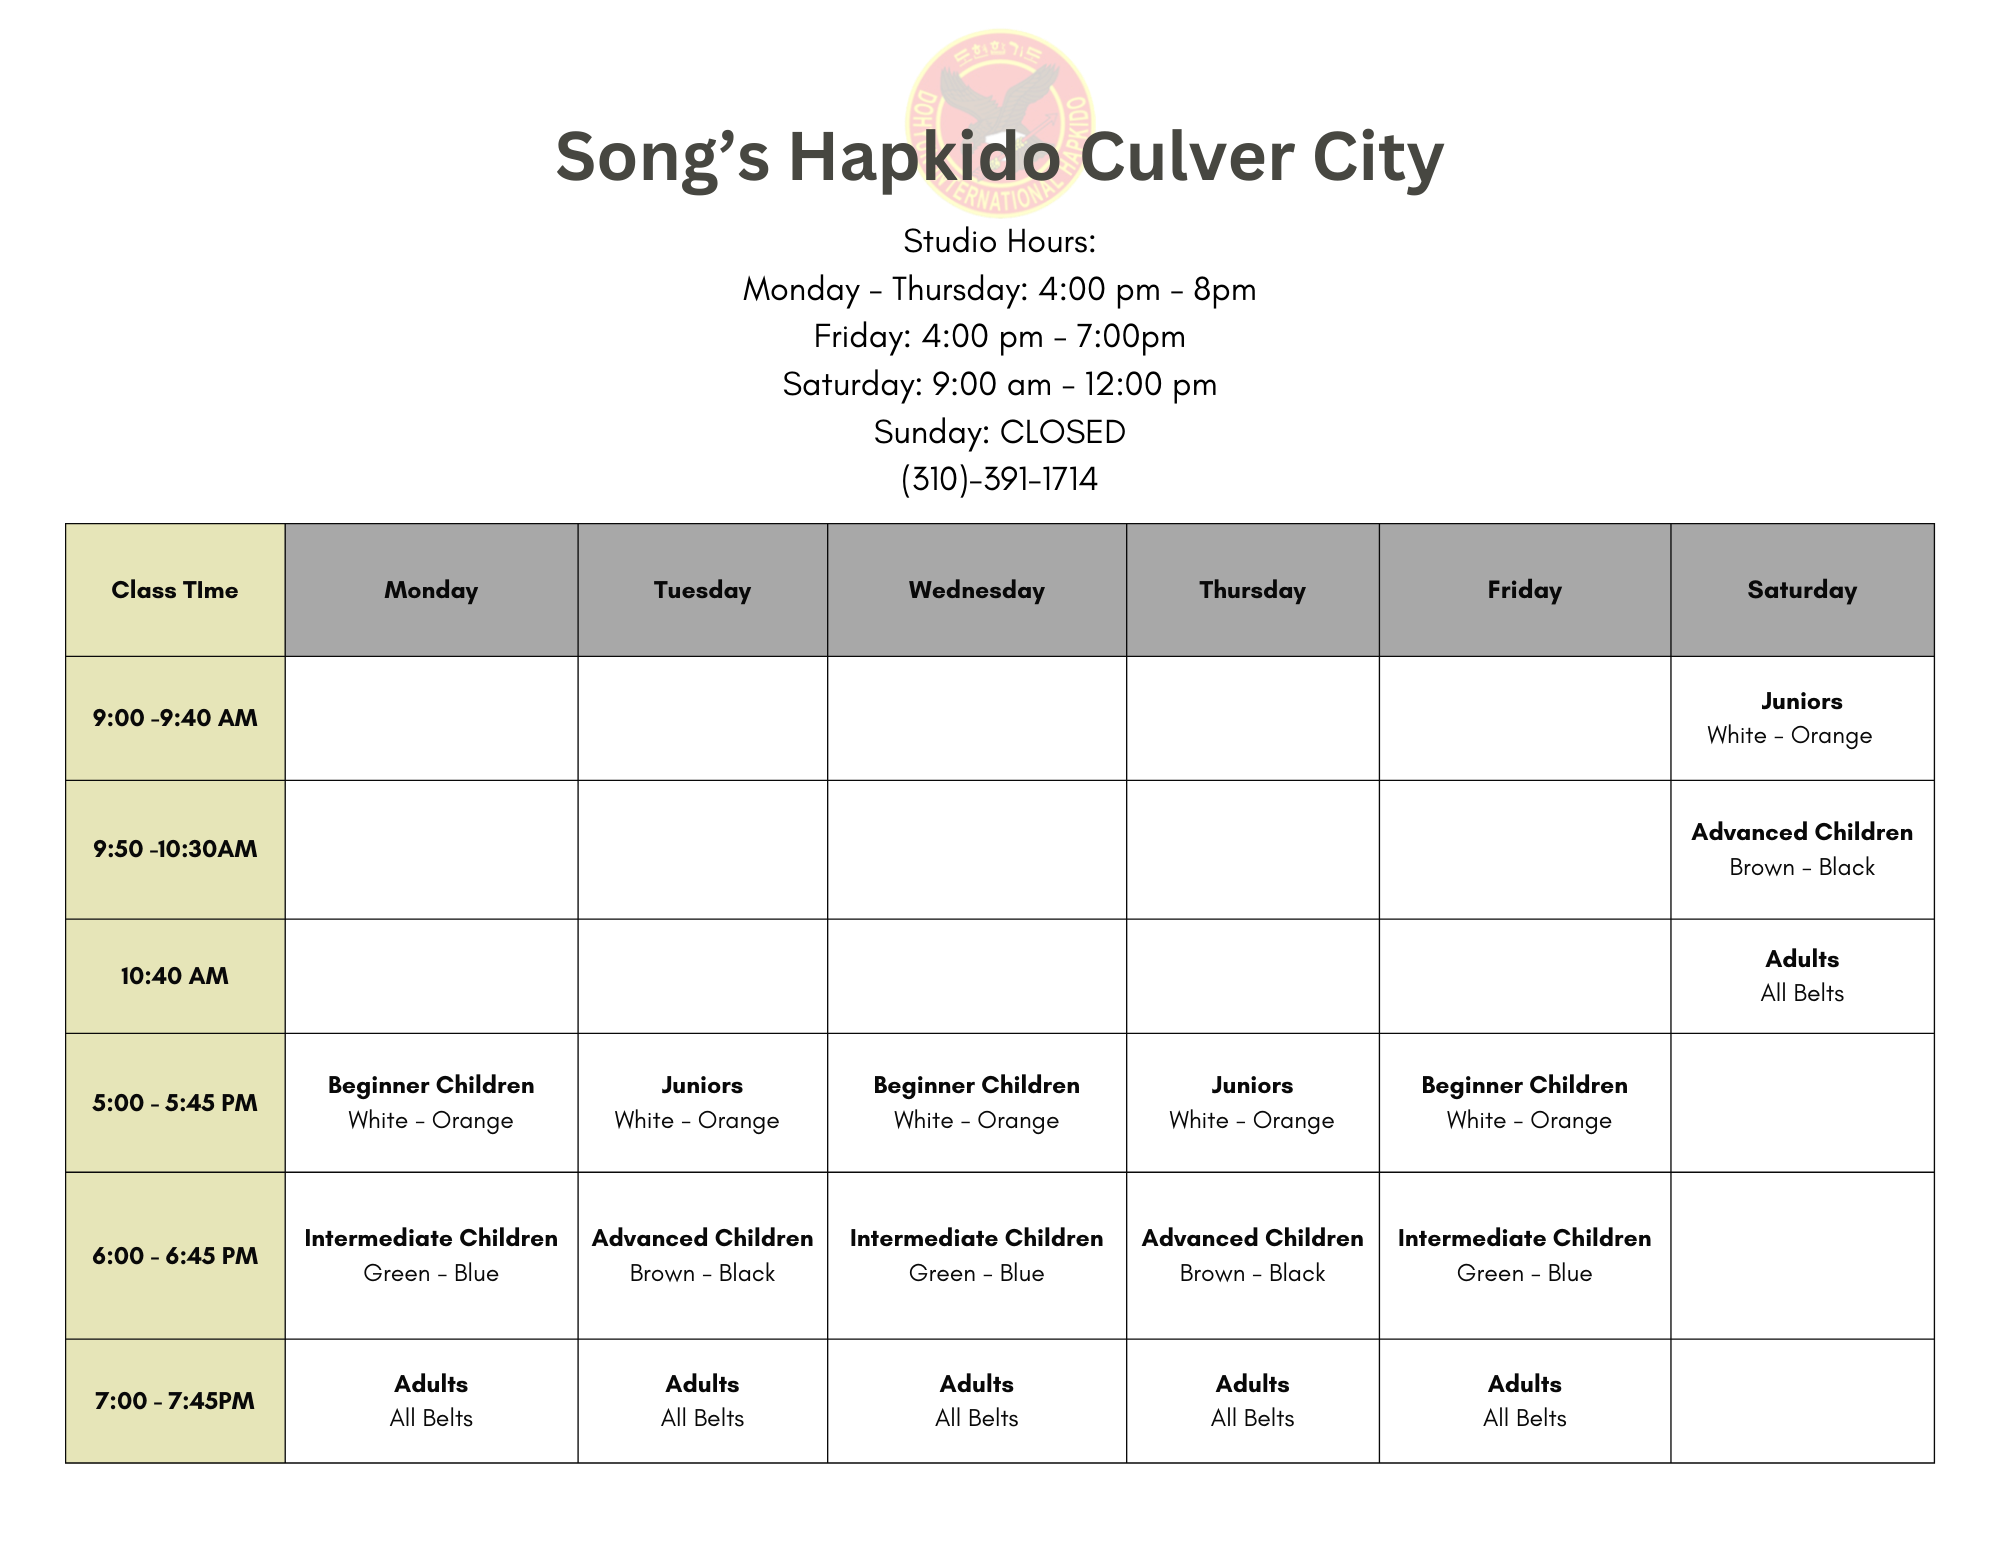 도현합기도
INTERNATIONAL HAPKIDO
Song's Hapkido Culver City
Studio Hours:
Monday - Thursday: 4:00 pm - 8pm
Friday: 4:00 pm - 7:00pm
Saturday: 9:00 am - 12:00 pm
Sunday: CLOSED
(310)-391-1714
Class TIme Monday Tuesday Wednesday Thursday Friday Saturday
9:00 -9:40 AM
Juniors
White - Orange
9:50 -10:30AM
Advanced Children
Brown - Black
10:40 AM
Adults
All Belts
5:00 - 5:45 PM
Beginner Children
White - Orange
Juniors
White - Orange
Beginner Children
White - Orange
Juniors
White - Orange
Beginner Children
White - Orange
6:00 - 6:45 PM
Intermediate Children
Green - Blue
Advanced Children
Brown - Black
Intermediate Children
Green - Blue
Advanced Children
Brown - Black
Intermediate Children
Green - Blue
7:00 - 7:45PM
Adults
All Belts
Adults
All Belts
Adults
All Belts
Adults
All Belts
Adults
All Belts